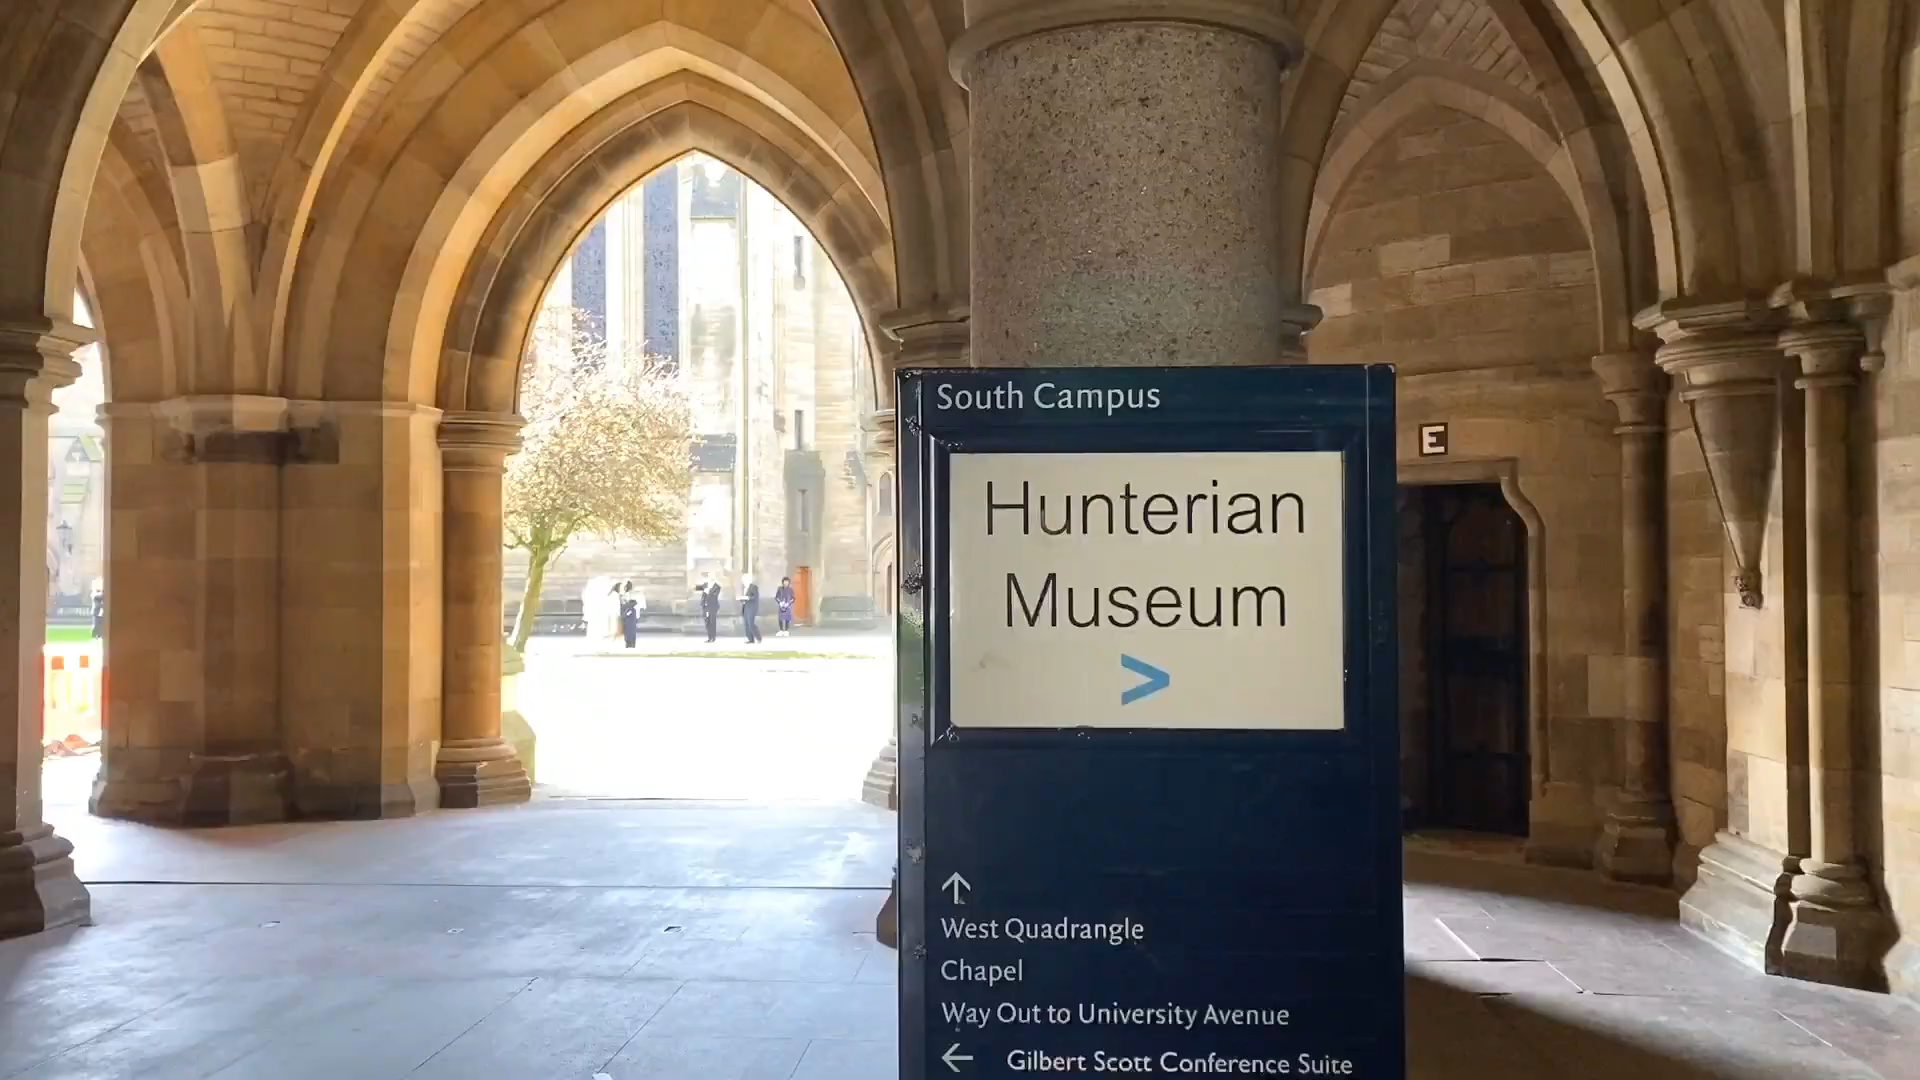 South Campus
E
Hunterian
Museum
>
↑
West Quadrangle
Chapel
Way Out to University Avenue
← Gilbert Scott Conference Suite